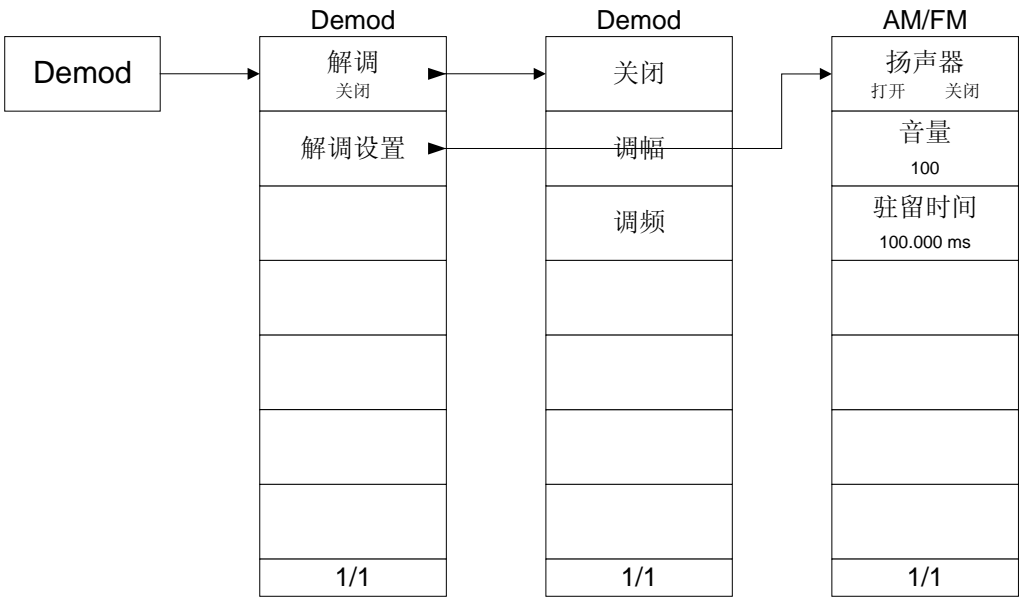 Demod
Demod
解调
关闭
解调设置
1/1
Demod
关闭
调幅
调频
1/1
AM/FM
扬声器
打开 关闭
音量
100
驻留时间
100.000 ms
1/1